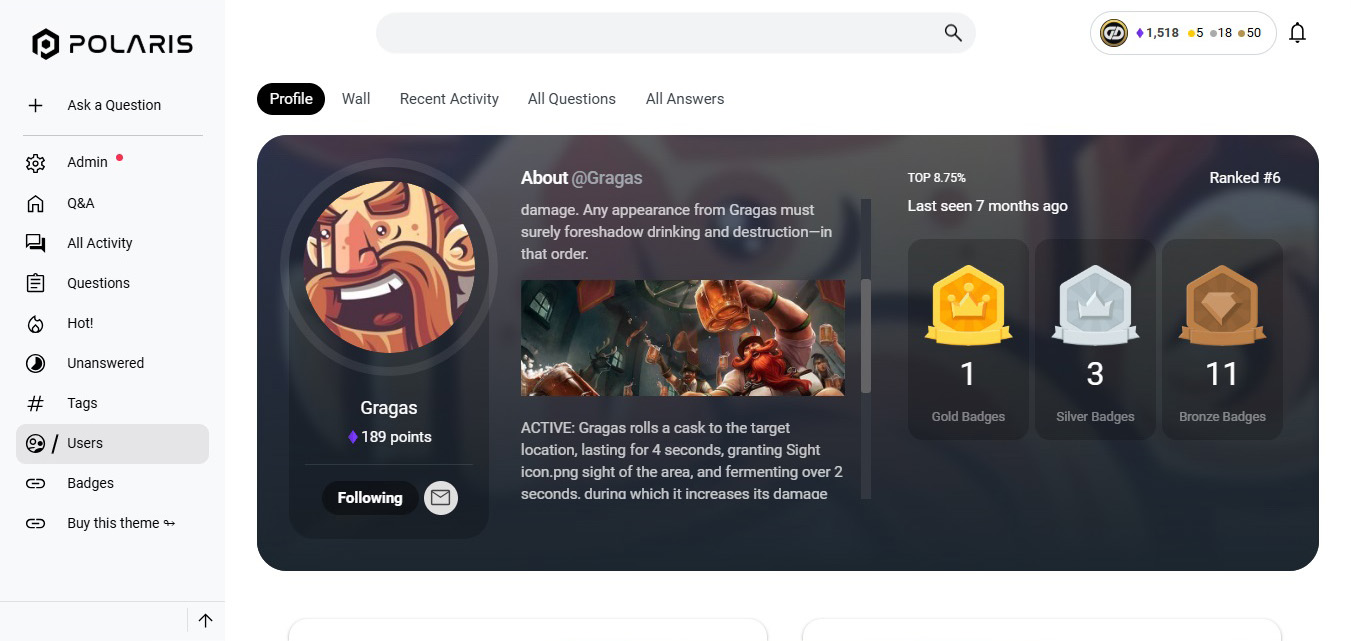 POLARIS
1,518 5 18 50
Ask a Question
Admin
Q&A
All Activity
Questions
Hot!
Unanswered
Tags
Users
Badges
Buy this theme ↬
Profile Wall Recent Activity All Questions All Answers
Gragas
189 points
Following
About @Gragas
damage. Any appearance from Gragas must
surely foreshadow drinking and destruction—in
that order.
ACTIVE: Gragas rolls a cask to the target
location, lasting for 4 seconds, granting Sight
icon.png sight of the area, and fermenting over 2
seconds, during which it increases its damage
TOP 8.75%
Ranked #6
Last seen 7 months ago
1
Gold Badges
3
Silver Badges
11
Bronze Badges